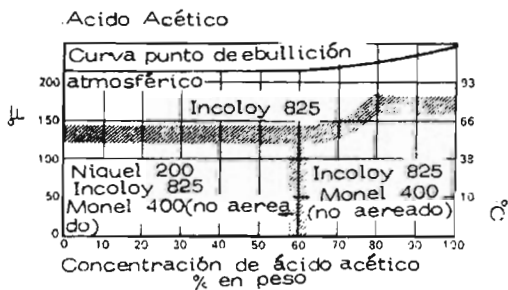 Acido Acético
Curva punto de ebullición
atmosférico
Incoloy 825
Niquel 200
Incoloy 825
Monel 400(no aerea
do)
Incoloy 825
Monel 400
(no aereado)
200
150
100
50
0
93
66
38
10
C°
0 10 20 30 40 50 60 70 80 90 100
Concentración de ácido acético
% en peso